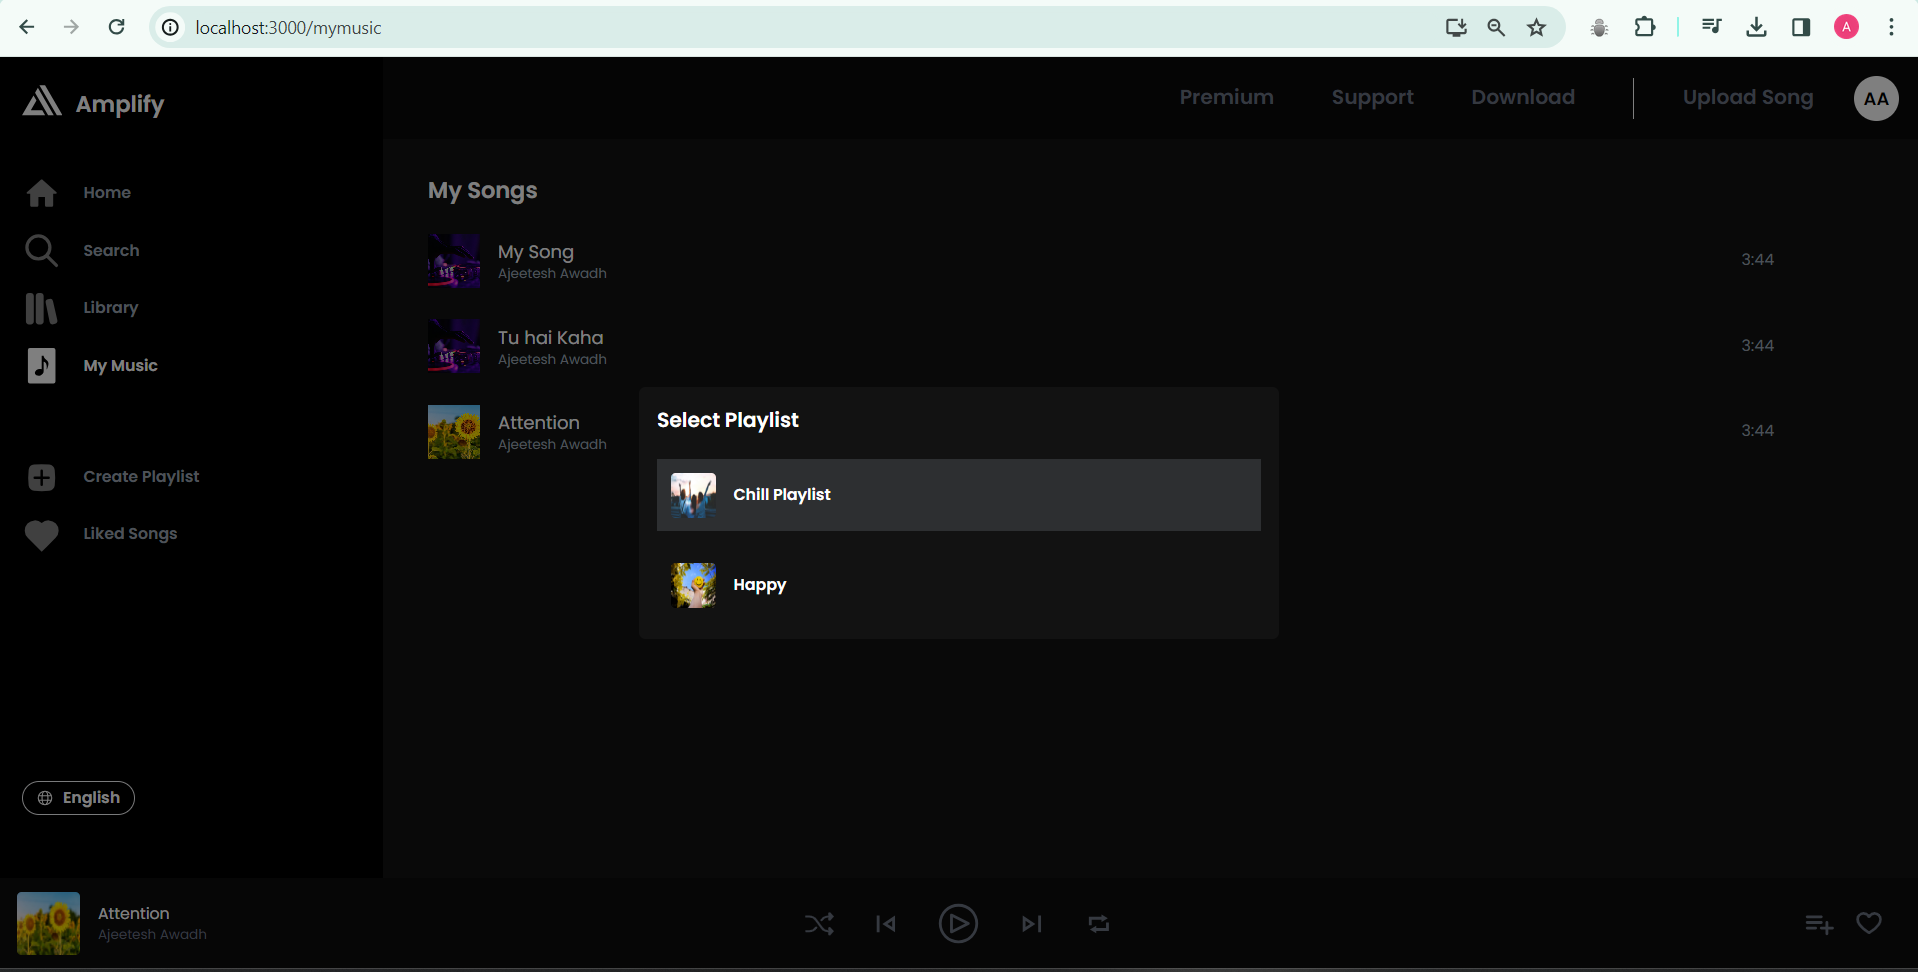 localhost:3000/mymusic
A
Amplify
Premium
Support
Download
Upload Song
AA
Home
Search
Library
My Music
Create Playlist
Liked Songs
English
My Songs
My Song
Ajeetesh Awadh
3:44
Tu hai Kaha
Ajeetesh Awadh
3:44
Attention
Ajeetesh Awadh
3:44
Select Playlist
Chill Playlist
Happy
Attention
Ajeetesh Awadh